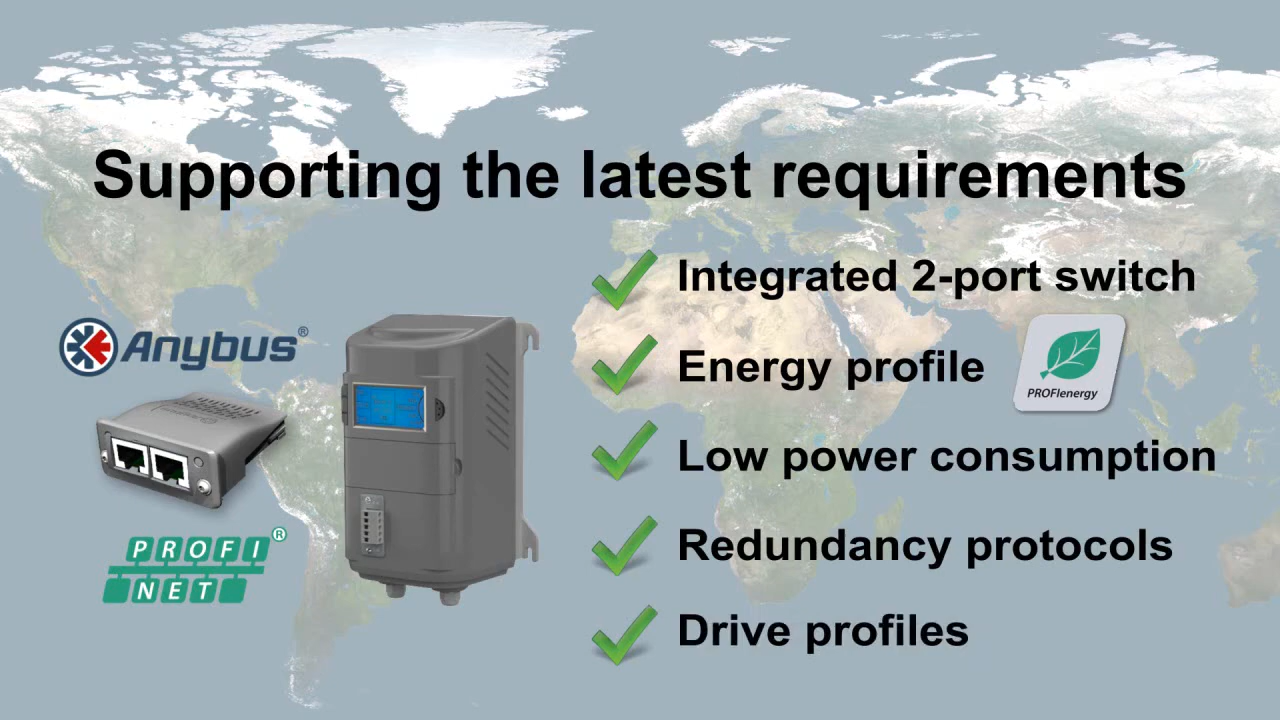 Supporting the latest requirements
Integrated 2-port switch
Anybus®
Energy profile
PROFIenergy
Low power consumption
PROFI®
NET
Redundancy protocols
Drive profiles